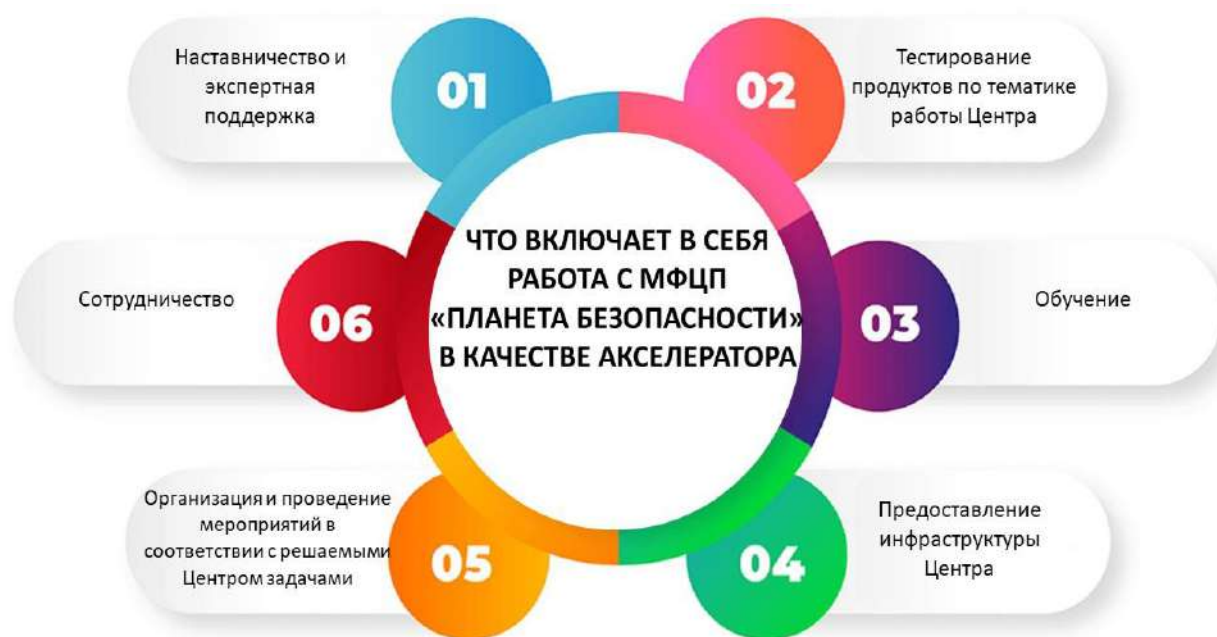 ЧТО ВКЛЮЧАЕТ В СЕБЯ
РАБОТА С МФЦП
«ПЛАНЕТА БЕЗОПАСНОСТИ»
В КАЧЕСТВЕ АКСЕЛЕРАТОРА
01
Наставничество и
экспертная
поддержка
02
Тестирование
продуктов по тематике
работы Центра
03
Обучение
04
Предоставление
инфраструктуры
Центра
05
Организация и проведение
мероприятий в
соответствии с решаемыми
Центром задачами
06
Сотрудничество